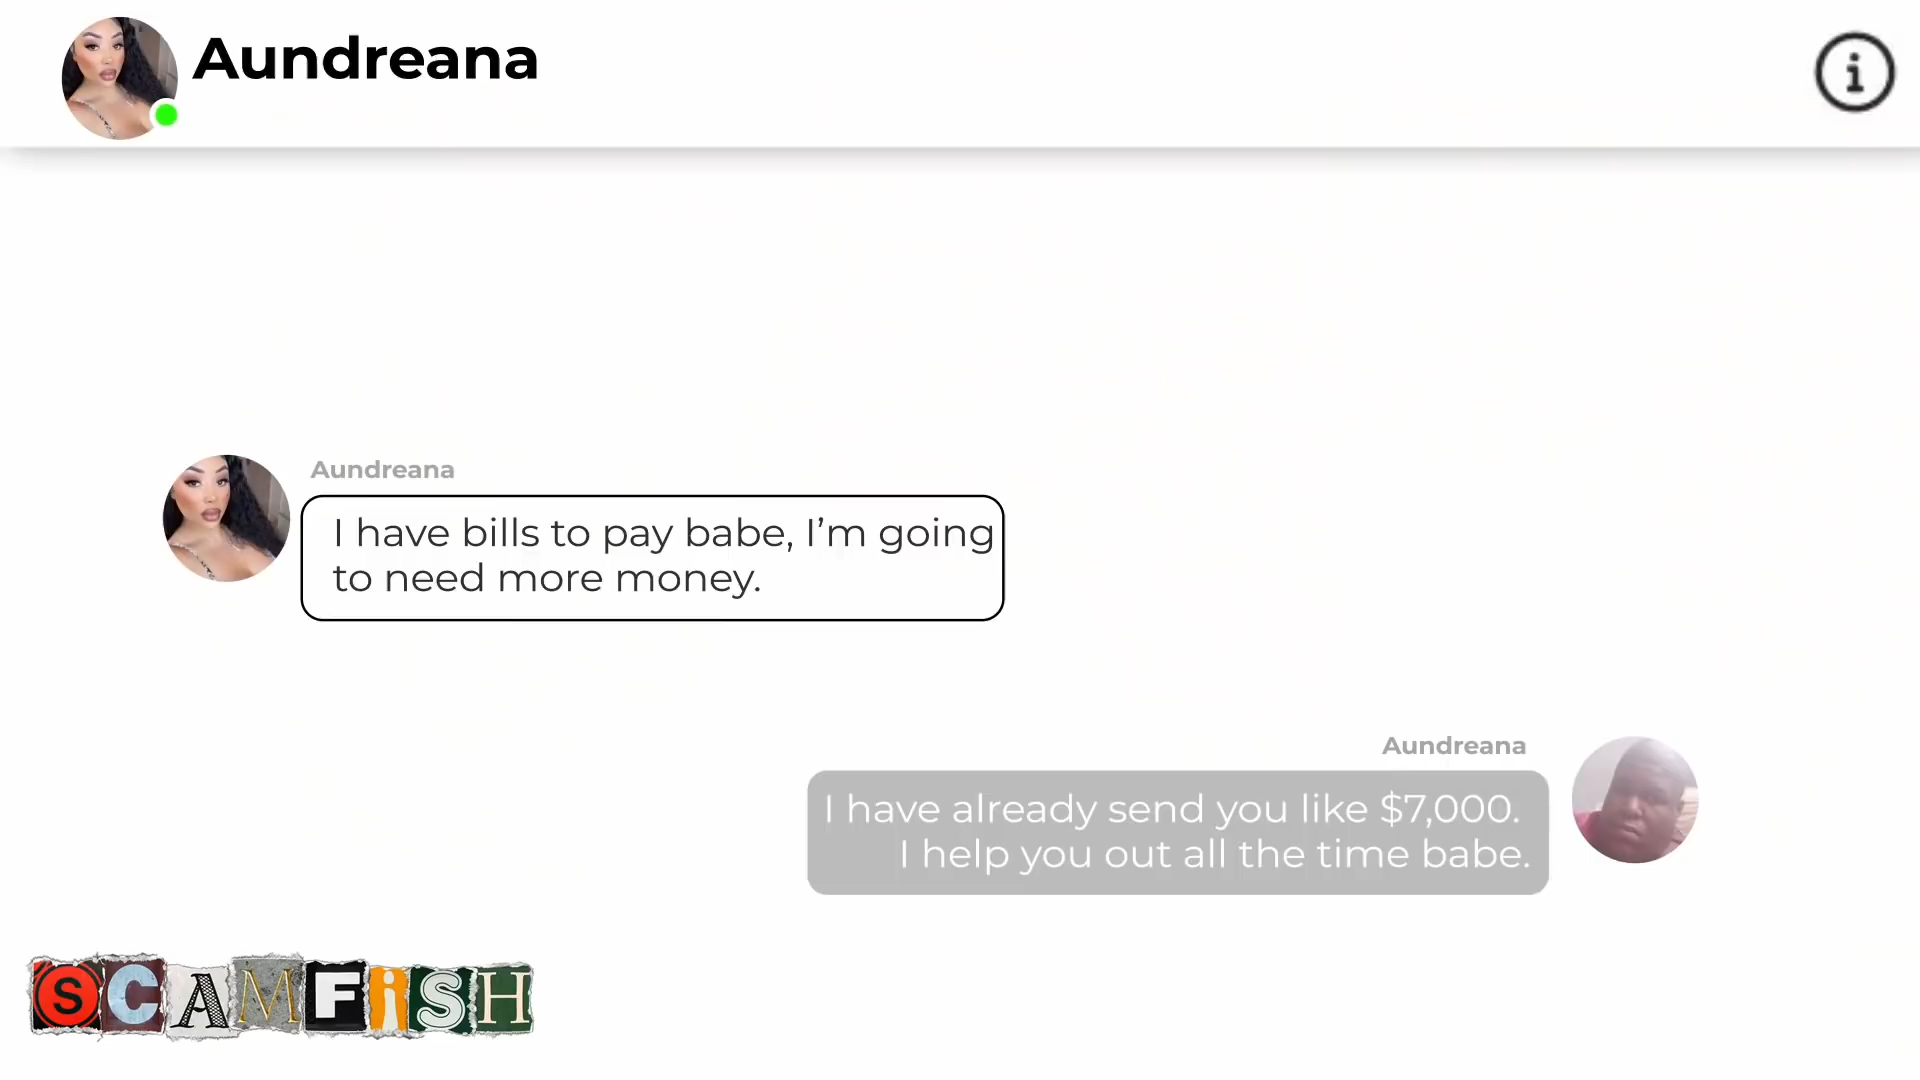 Aundreana
Aundreana
I have bills to pay babe, I’m going
to need more money.
Aundreana
I have already send you like $7,000.
I help you out all the time babe.
SCAMFiSH